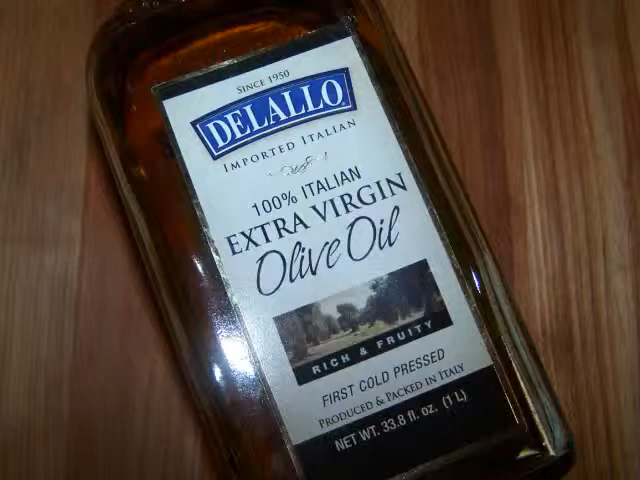 SINCE 1950
DELALLO®
IMPORTED ITALIAN
100% ITALIAN
EXTRA VIRGIN
Olive Oil
RICH & FRUITY
FIRST COLD PRESSED
PRODUCED & PACKED IN ITALY
NET WT. 33.8 fl. oz. (1 L)